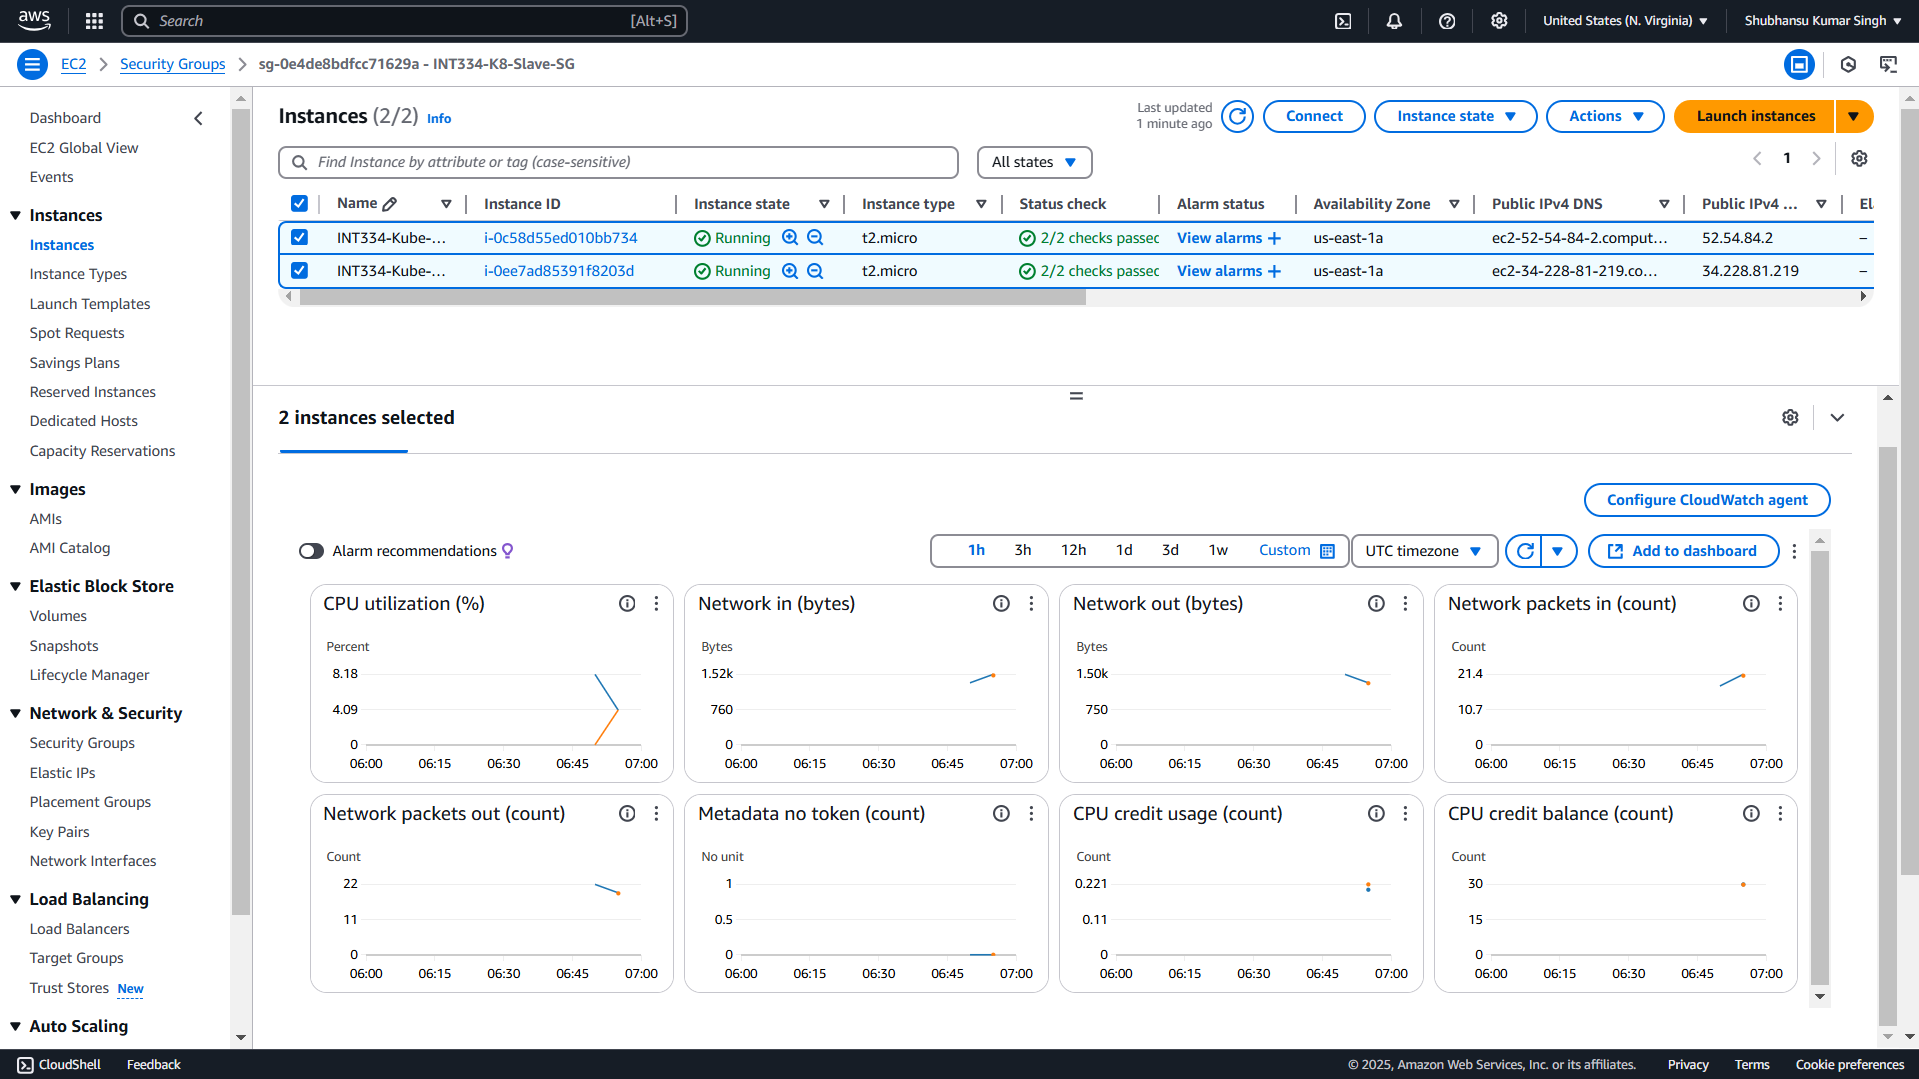 aws
Search [Alt+S]
United States (N. Virginia)
Shubhansu Kumar Singh
EC2
Security Groups
sg-0e4de8bdfcc71629a - INT334-K8-Slave-SG
Dashboard
EC2 Global View
Events
Instances
Instances
Instance Types
Launch Templates
Spot Requests
Savings Plans
Reserved Instances
Dedicated Hosts
Capacity Reservations
Images
AMIs
AMI Catalog
Elastic Block Store
Volumes
Snapshots
Lifecycle Manager
Network & Security
Security Groups
Elastic IPs
Placement Groups
Key Pairs
Network Interfaces
Load Balancing
Load Balancers
Target Groups
Trust Stores New
Auto Scaling
Instances (2/2) Info
Last updated
1 minute ago
Connect
Instance state
Actions
Launch instances
Find Instance by attribute or tag (case-sensitive)
All states
1
Name Instance ID Instance state Instance type Status check Alarm status Availability Zone Public IPv4 DNS Public IPv4 ... El
INT334-Kube-... i-0c58d55ed010bb734 Running t2.micro 2/2 checks passec View alarms + us-east-1a ec2-52-54-84-2.comput... 52.54.84.2 –
INT334-Kube-... i-0ee7ad85391f8203d Running t2.micro 2/2 checks passec View alarms + us-east-1a ec2-34-228-81-219.co... 34.228.81.219 –
2 instances selected
Configure CloudWatch agent
Alarm recommendations
1h 3h 12h 1d 3d 1w Custom
UTC timezone
Add to dashboard
CPU utilization (%)
Percent
8.18
4.09
0
06:00 06:15 06:30 06:45 07:00
Network in (bytes)
Bytes
1.52k
760
0
06:00 06:15 06:30 06:45 07:00
Network out (bytes)
Bytes
1.50k
750
0
06:00 06:15 06:30 06:45 07:00
Network packets in (count)
Count
21.4
10.7
0
06:00 06:15 06:30 06:45 07:00
Network packets out (count)
Count
22
11
0
06:00 06:15 06:30 06:45 07:00
Metadata no token (count)
No unit
1
0.5
0
06:00 06:15 06:30 06:45 07:00
CPU credit usage (count)
Count
0.221
0.11
0
06:00 06:15 06:30 06:45 07:00
CPU credit balance (count)
Count
30
15
0
06:00 06:15 06:30 06:45 07:00
CloudShell Feedback
© 2025, Amazon Web Services, Inc. or its affiliates. Privacy Terms Cookie preferences